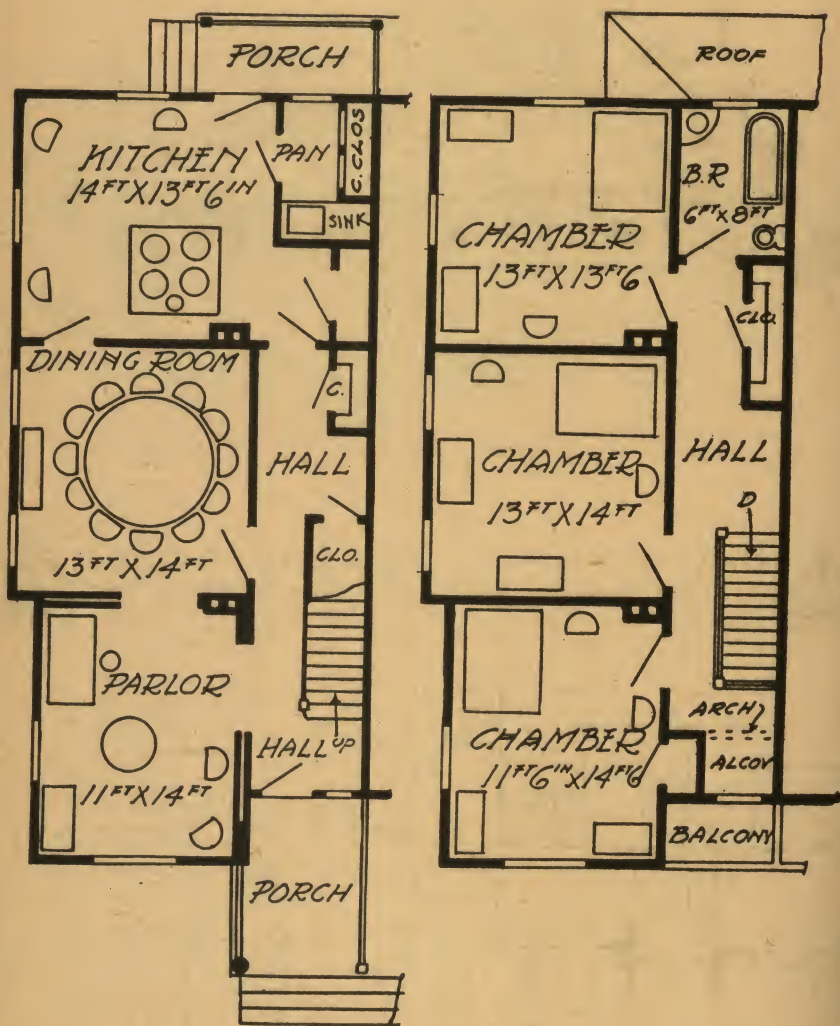 PORCH
KITCHEN
14FT X 13FT 6IN
PAN
C. CLOS
SINK
DINING ROOM
13FT X 14FT
C.
HALL
CLO.
PARLOR
11FT X 14FT
HALL
UP
PORCH
ROOF
CHAMBER
13FT X 13FT 6
B.R
6FT X 8FT
CLO.
CHAMBER
13FT X 14FT
HALL
D
CHAMBER
11FT 6IN X 14FT 6
ARCH
ALCOV
BALCONY